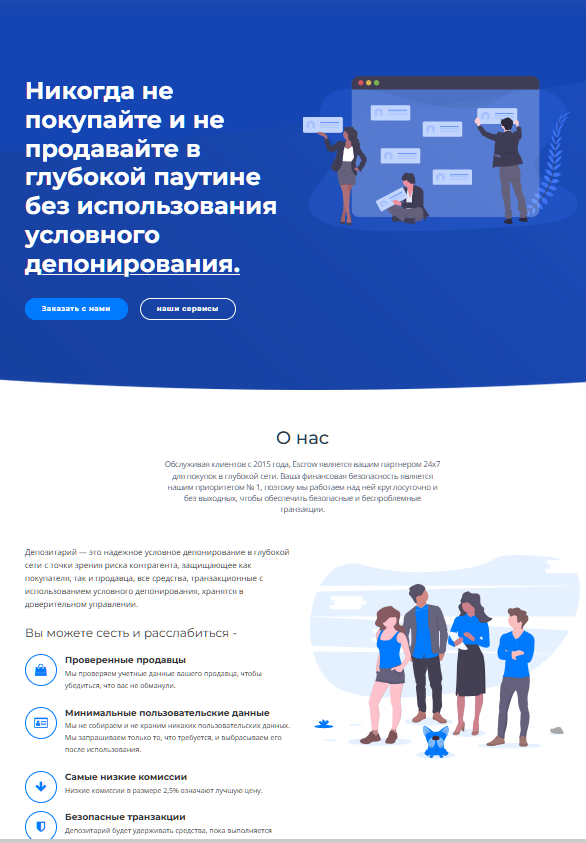 Никогда не
покупайте и не
продавайте в
глубокой паутине
без использования
условного
депонирования.
Заказать с нами
наши сервисы
О нас
Обслуживая клиентов с 2015 года, Escrow является вашим партнером 24x7
для покупок в глубокой сети. Ваша финансовая безопасность является
нашим приоритетом № 1, поэтому мы работаем над ней круглосуточно и
без выходных, чтобы обеспечить безопасные и беспроблемные
транзакции.
Депозитарий — это надежное условное депонирование в глубокой
сети с точки зрения риска контрагента, защищающее как
покупателя, так и продавца, все средства, транзакционные с
использованием условного депонирования, хранятся в
доверительном управлении.
Вы можете сесть и расслабиться -
Проверенные продавцы
Мы проверяем учетные данные вашего продавца, чтобы
убедиться, что вас не обманули.
Минимальные пользовательские данные
Мы не собираем и не храним никаких пользовательских данных.
Мы запрашиваем только то, что требуется, и выбрасываем его
после использования.
Самые низкие комиссии
Низкие комиссии в размере 2,5% означают лучшую цену.
Безопасные транзакции
Депозитарий будет удерживать средства, пока выполняется